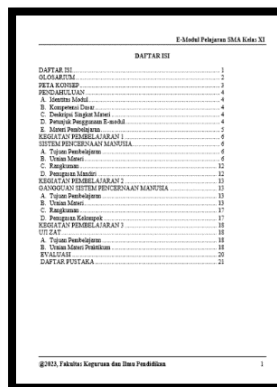 E-Modul Pelajaran SMA Kelas XI
DAFTAR ISI
DAFTAR ISI ........ 1
GLOSARIUM ........ 2
PETA KONSEP ........ 3
PENDAHULUAN ........ 4
A. Identitas Modul ........ 4
B. Kompetensi Dasar ........ 4
C. Deskripsi Singkat Materi ........ 4
D. Petunjuk Penggunaan E-modul ........ 4
E. Materi Pembelajaran ........ 5
KEGIATAN PEMBELAJARAN 1 ........ 6
SISTEM PENCERNAAN MANUSIA ........ 6
A. Tujuan Pembelajaran ........ 6
B. Uraian Materi ........ 6
C. Rangkuman ........ 12
D. Penugasan Mandiri ........ 12
KEGIATAN PEMBELAJARAN 2 ........ 13
GANGGUAN SISTEM PENCERNAAN MANUSIA ........ 13
A. Tujuan Pembelajaran ........ 13
B. Uraian Materi ........ 13
C. Rangkuman ........ 17
D. Penugasan Kelompok ........ 17
KEGIATAN PEMBELAJARAN 3 ........ 18
UJI ZAT ........ 18
A. Tujuan Pembelajaran ........ 18
B. Uraian Materi Praktikum ........ 18
EVALUASI ........ 20
DAFTAR PUSTAKA ........ 21
@2023, Fakultas Keguruan dan Ilmu Pendidikan 1